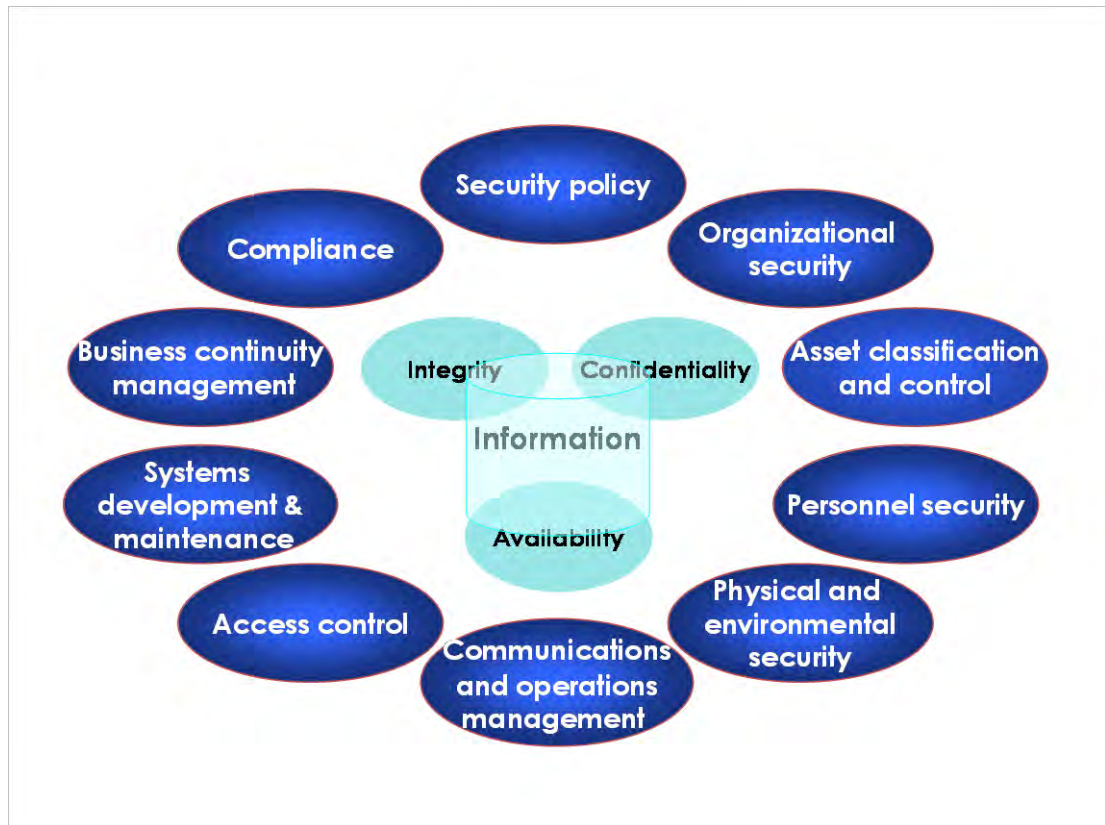 Security policy
Organizational
security
Compliance
Business continuity
management
Integrity
Confidentiality
Asset classification
and control
Information
Systems
development &
maintenance
Personnel security
Availability
Access control
Physical and
environmental
security
Communications
and operations
management